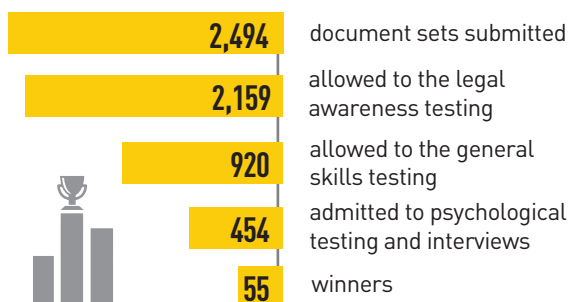 2,494 document sets submitted
2,159 allowed to the legal
awareness testing
920 allowed to the general
skills testing
454 admitted to psychological
testing and interviews
55 winners